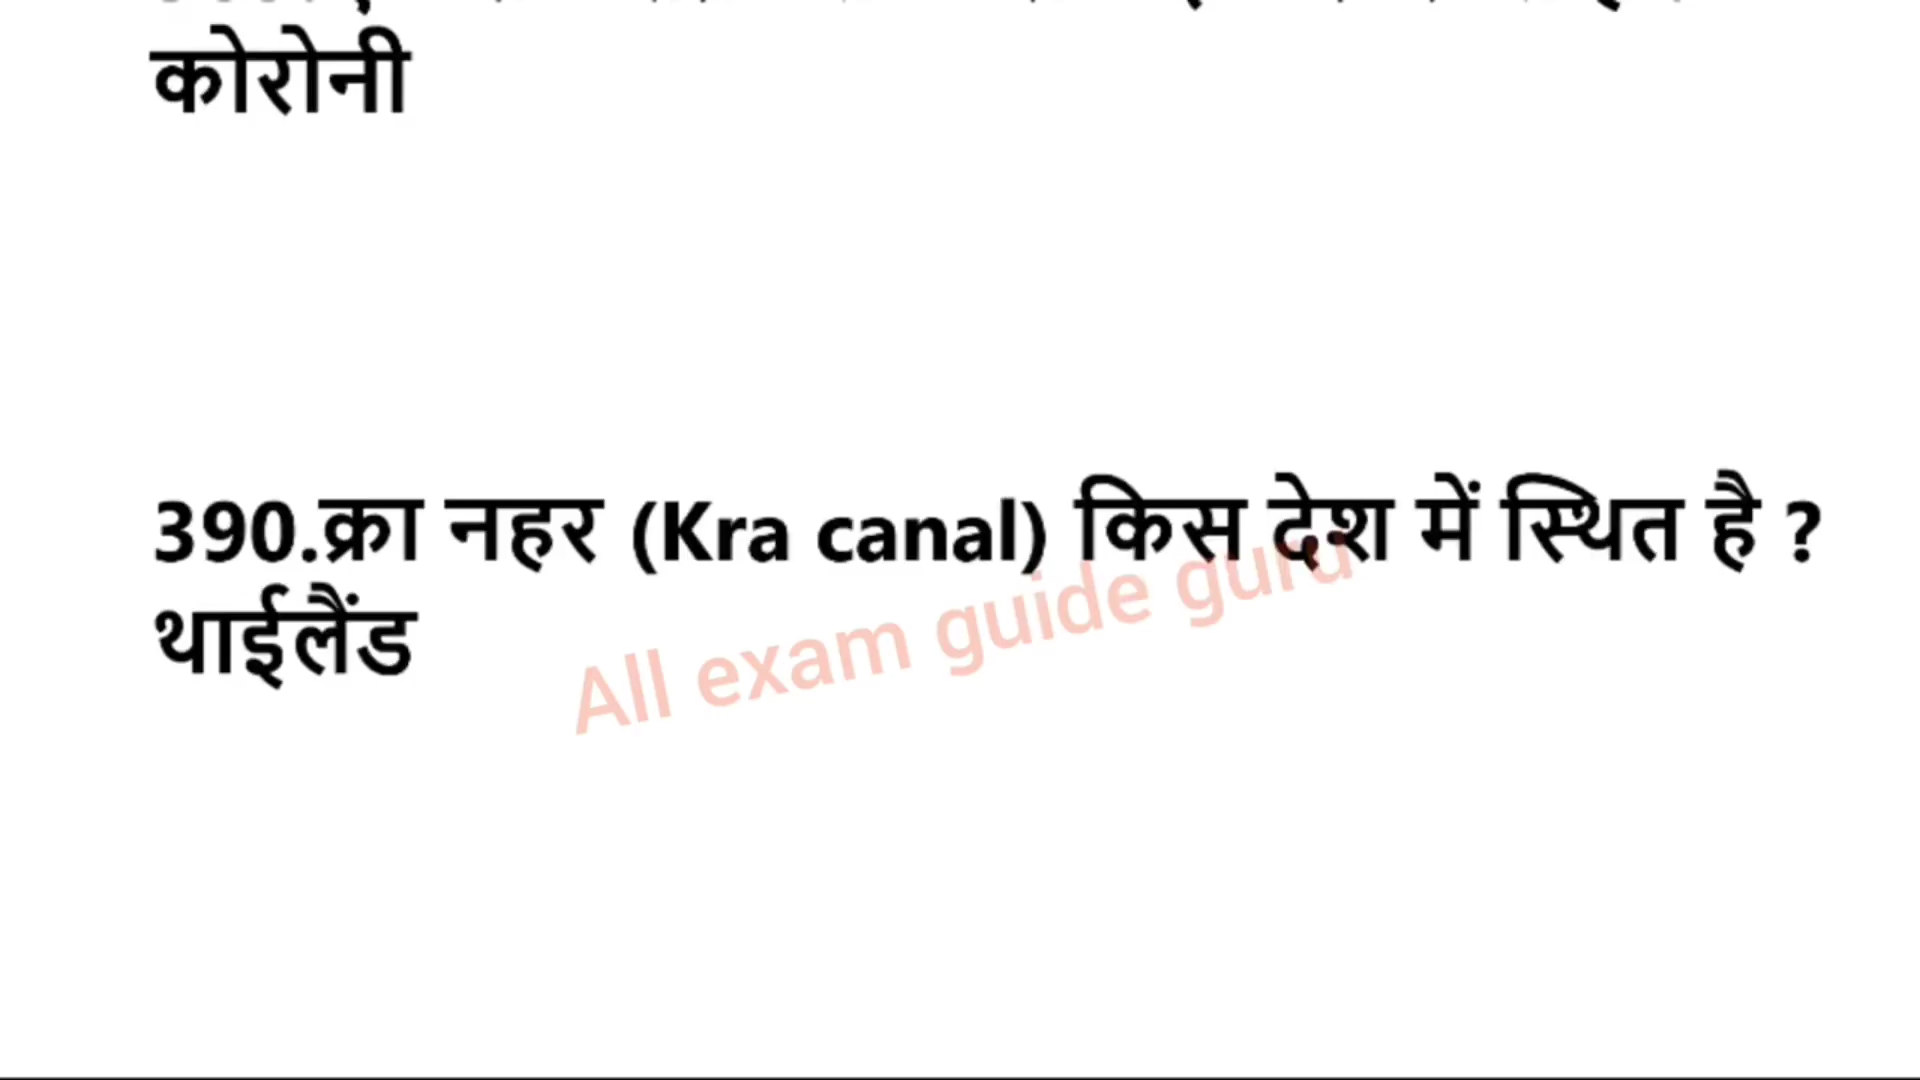 कोरोनी
390.क्रा नहर (Kra canal) किस देश में स्थित है ?
थाईलैंड
All exam guide guru